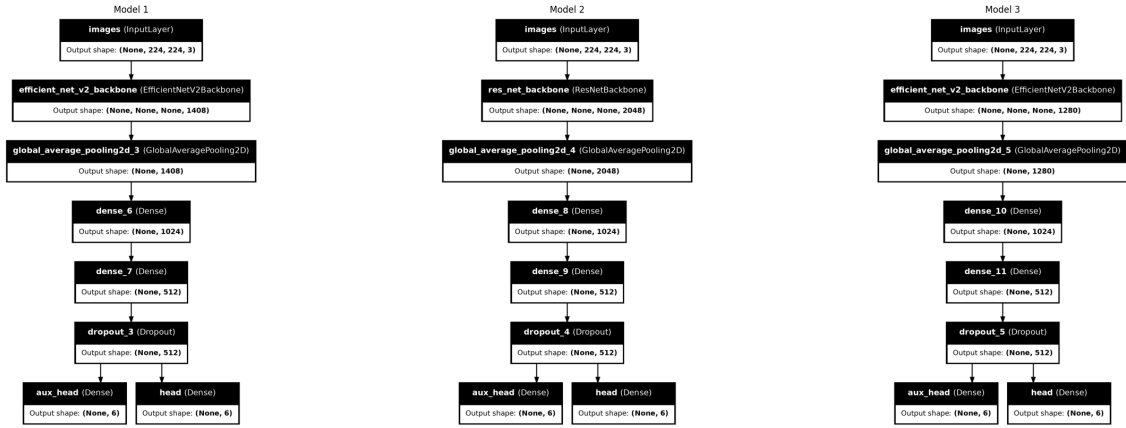 Model 1
images (InputLayer)
Output shape: (None, 224, 224, 3)
efficient_net_v2_backbone (EfficientNetV2Backbone)
Output shape: (None, None, None, 1408)
global_average_pooling2d_3 (GlobalAveragePooling2D)
Output shape: (None, 1408)
dense_6 (Dense)
Output shape: (None, 1024)
dense_7 (Dense)
Output shape: (None, 512)
dropout_3 (Dropout)
Output shape: (None, 512)
aux_head (Dense)
Output shape: (None, 6)
head (Dense)
Output shape: (None, 6)
Model 2
images (InputLayer)
Output shape: (None, 224, 224, 3)
res_net_backbone (ResNetBackbone)
Output shape: (None, None, None, 2048)
global_average_pooling2d_4 (GlobalAveragePooling2D)
Output shape: (None, 2048)
dense_8 (Dense)
Output shape: (None, 1024)
dense_9 (Dense)
Output shape: (None, 512)
dropout_4 (Dropout)
Output shape: (None, 512)
aux_head (Dense)
Output shape: (None, 6)
head (Dense)
Output shape: (None, 6)
Model 3
images (InputLayer)
Output shape: (None, 224, 224, 3)
efficient_net_v2_backbone (EfficientNetV2Backbone)
Output shape: (None, None, None, 1280)
global_average_pooling2d_5 (GlobalAveragePooling2D)
Output shape: (None, 1280)
dense_10 (Dense)
Output shape: (None, 1024)
dense_11 (Dense)
Output shape: (None, 512)
dropout_5 (Dropout)
Output shape: (None, 512)
aux_head (Dense)
Output shape: (None, 6)
head (Dense)
Output shape: (None, 6)